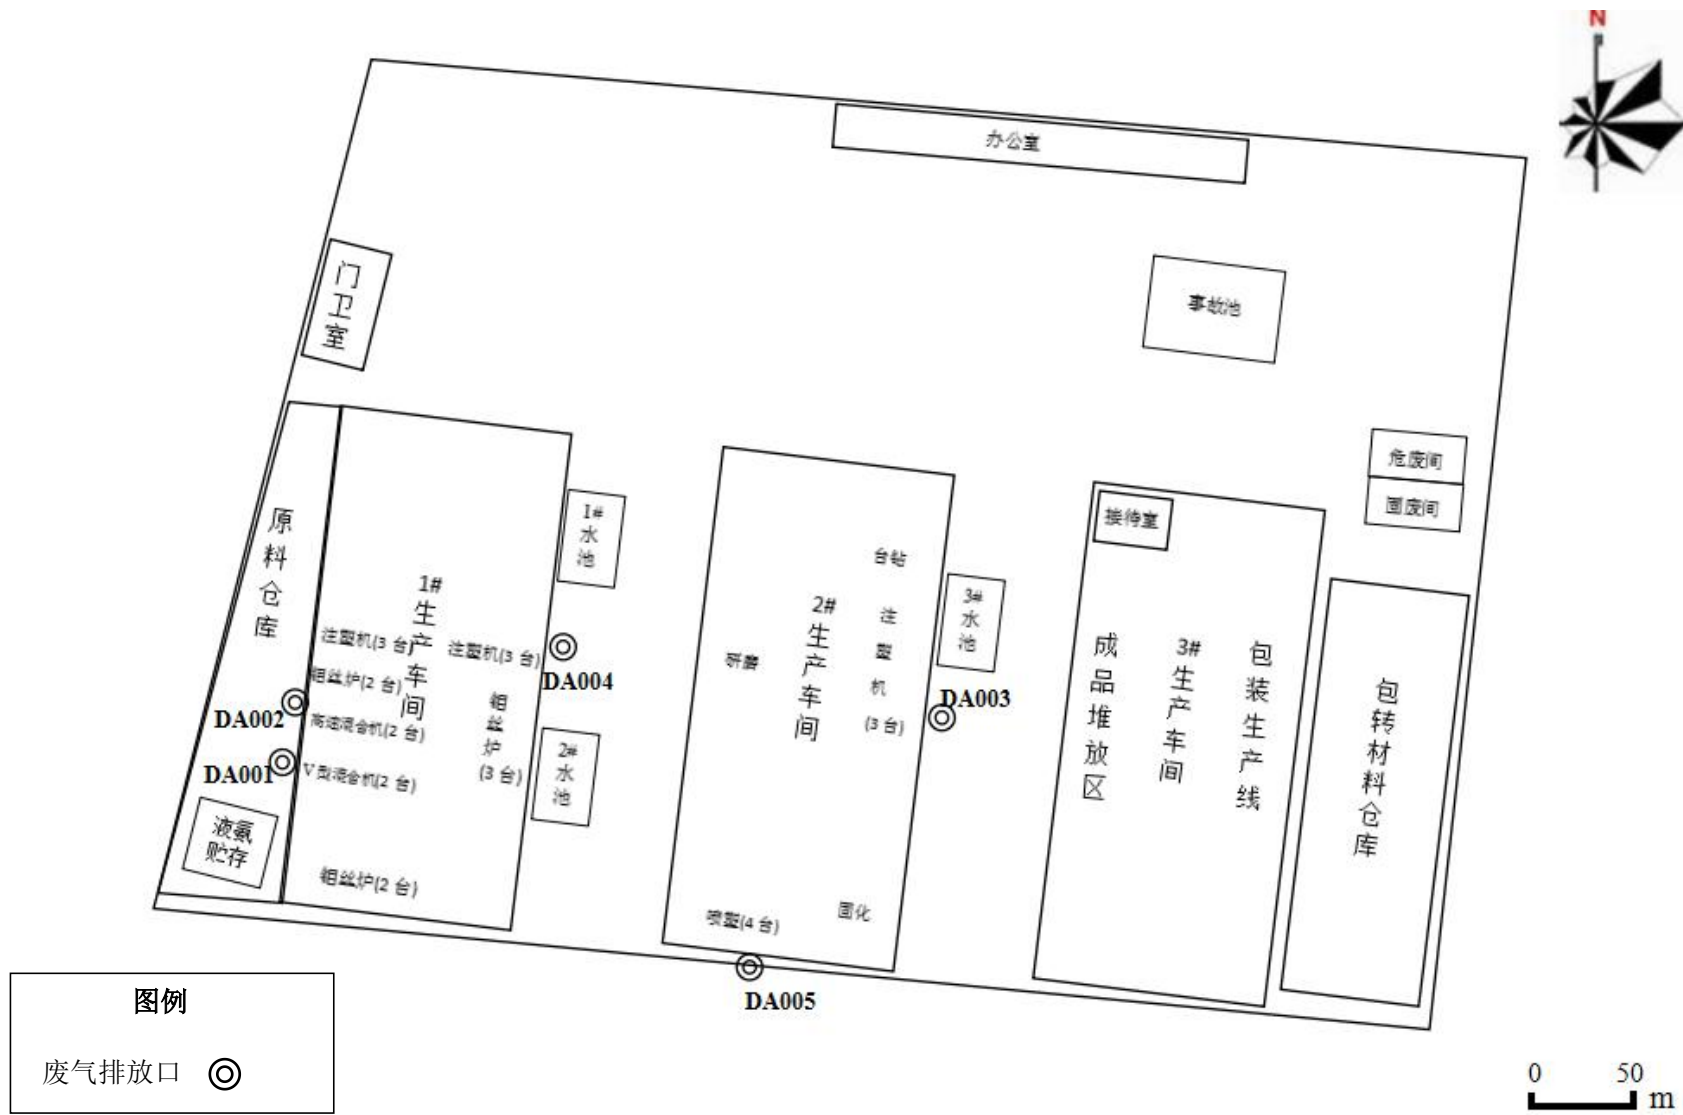 N
办公室
门卫室
事故池
危废间
固废间
原料仓库
1#生产车间
1#水池
注塑机(3 台)
注塑机(3 台)
钼丝炉(2 台)
钼丝炉(3 台)
高速混合机(2 台)
V型混合机(2 台)
钼丝炉(2 台)
2#水池
液氨
贮存
DA002
DA001
DA004
2#生产车间
台钻
注塑机(3 台)
研磨
喷塑(4 台)
固化
3#水池
DA003
DA005
接待室
成品堆放区
3#生产车间
包装生产线
包转材料仓库
图例
废气排放口
0 50
m